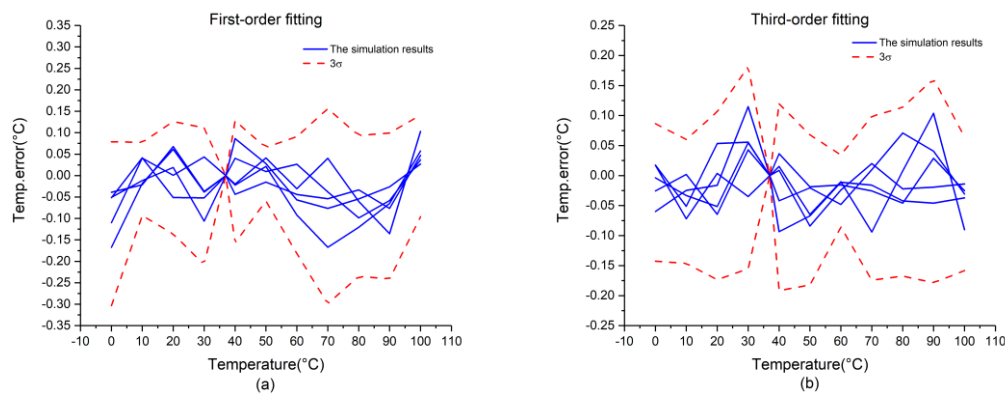 First-order fitting
The simulation results
3σ
Temp.error(°C)
0.35
0.30
0.25
0.20
0.15
0.10
0.05
0.00
-0.05
-0.10
-0.15
-0.20
-0.25
-0.30
-0.35
-10 0 10 20 30 40 50 60 70 80 90 100 110
Temperature(°C)
(a)
Third-order fitting
The simulation results
3σ
Temp.error(°C)
0.25
0.20
0.15
0.10
0.05
0.00
-0.05
-0.10
-0.15
-0.20
-0.25
-10 0 10 20 30 40 50 60 70 80 90 100 110
Temperature(°C)
(b)